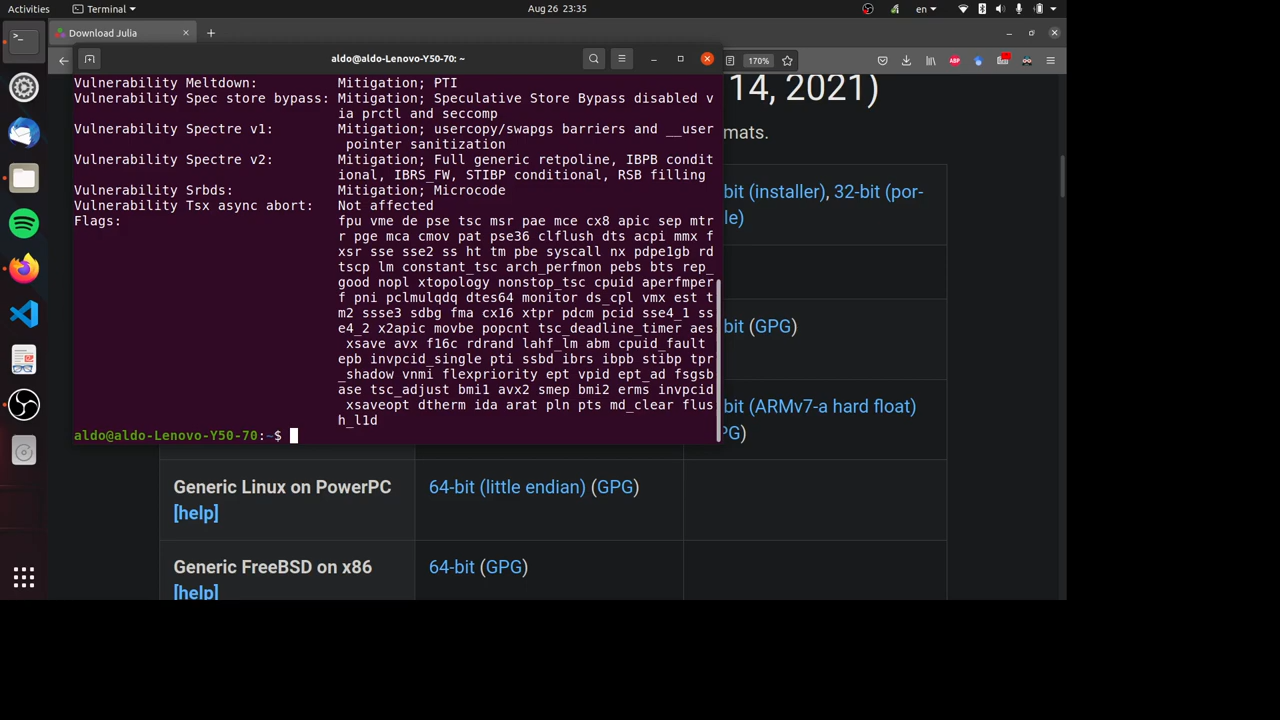 Activities
Terminal
Aug 26 23:35
en
Download Julia
aldo@aldo-Lenovo-Y50-70: ~
170%
ABP
Vulnerability Meltdown: Mitigation; PTI
Vulnerability Spec store bypass: Mitigation; Speculative Store Bypass disabled v
ia prctl and seccomp
Vulnerability Spectre v1: Mitigation; usercopy/swapgs barriers and __user
pointer sanitization
Vulnerability Spectre v2: Mitigation; Full generic retpoline, IBPB condit
ional, IBRS_FW, STIBP conditional, RSB filling
Vulnerability Srbds: Mitigation; Microcode
Vulnerability Tsx async abort: Not affected
Flags: fpu vme de pse tsc msr pae mce cx8 apic sep mtr
r pge mca cmov pat pse36 clflush dts acpi mmx f
xsr sse sse2 ss ht tm pbe syscall nx pdpe1gb rd
tscp lm constant_tsc arch_perfmon pebs bts rep_
good nopl xtopology nonstop_tsc cpuid aperfmper
f pni pclmulqdq dtes64 monitor ds_cpl vmx est t
m2 ssse3 sdbg fma cx16 xtpr pdcm pcid sse4_1 ss
e4_2 x2apic movbe popcnt tsc_deadline_timer aes
xsave avx f16c rdrand lahf_lm abm cpuid_fault
epb invpcid_single pti ssbd ibrs ibpb stibp tpr
_shadow vnmi flexpriority ept vpid ept_ad fsgsb
ase tsc_adjust bmi1 avx2 smep bmi2 erms invpcid
xsaveopt dtherm ida arat pln pts md_clear flus
h_l1d
aldo@aldo-Lenovo-Y50-70:~$
14, 2021)
mats.
bit (installer), 32-bit (por-
le)
bit (GPG)
bit (ARMv7-a hard float)
PG)
Generic Linux on PowerPC
[help]
64-bit (little endian) (GPG)
Generic FreeBSD on x86
[help]
64-bit (GPG)